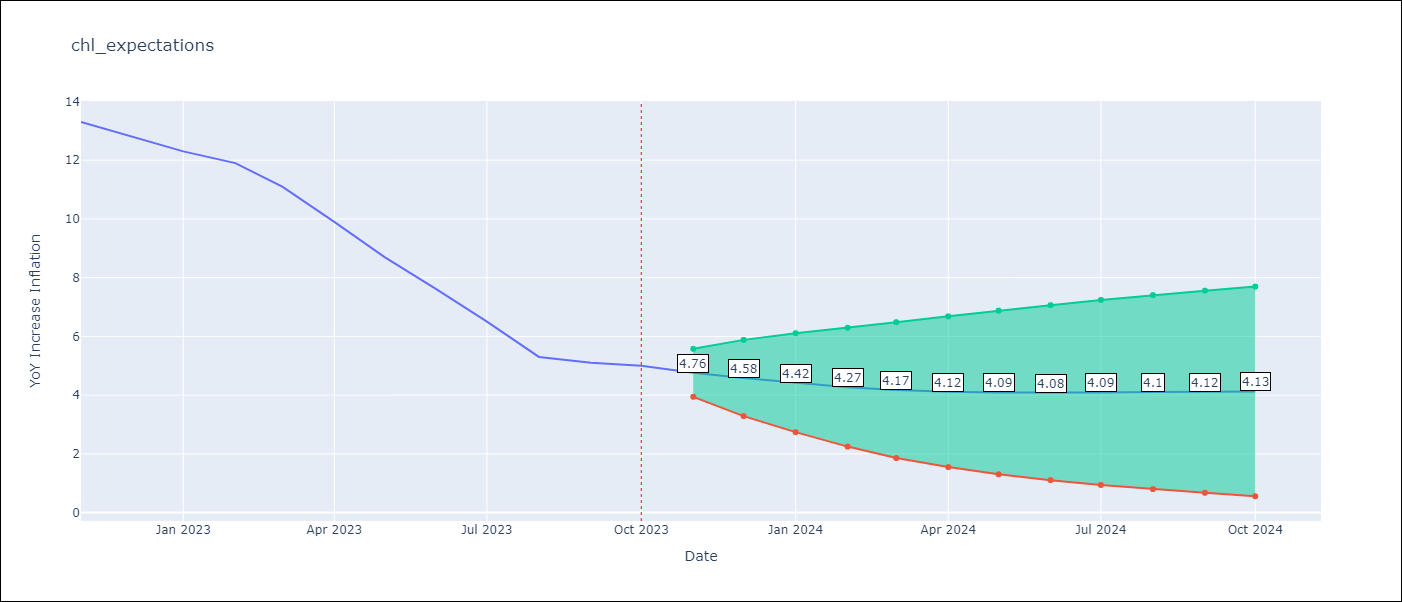 chl_expectations
14
12
10
8
6
4
2
0
YoY Increase Inflation
4.76
4.58
4.42
4.27
4.17
4.12
4.09
4.08
4.09
4.1
4.12
4.13
Jan 2023
Apr 2023
Jul 2023
Oct 2023
Jan 2024
Apr 2024
Jul 2024
Oct 2024
Date